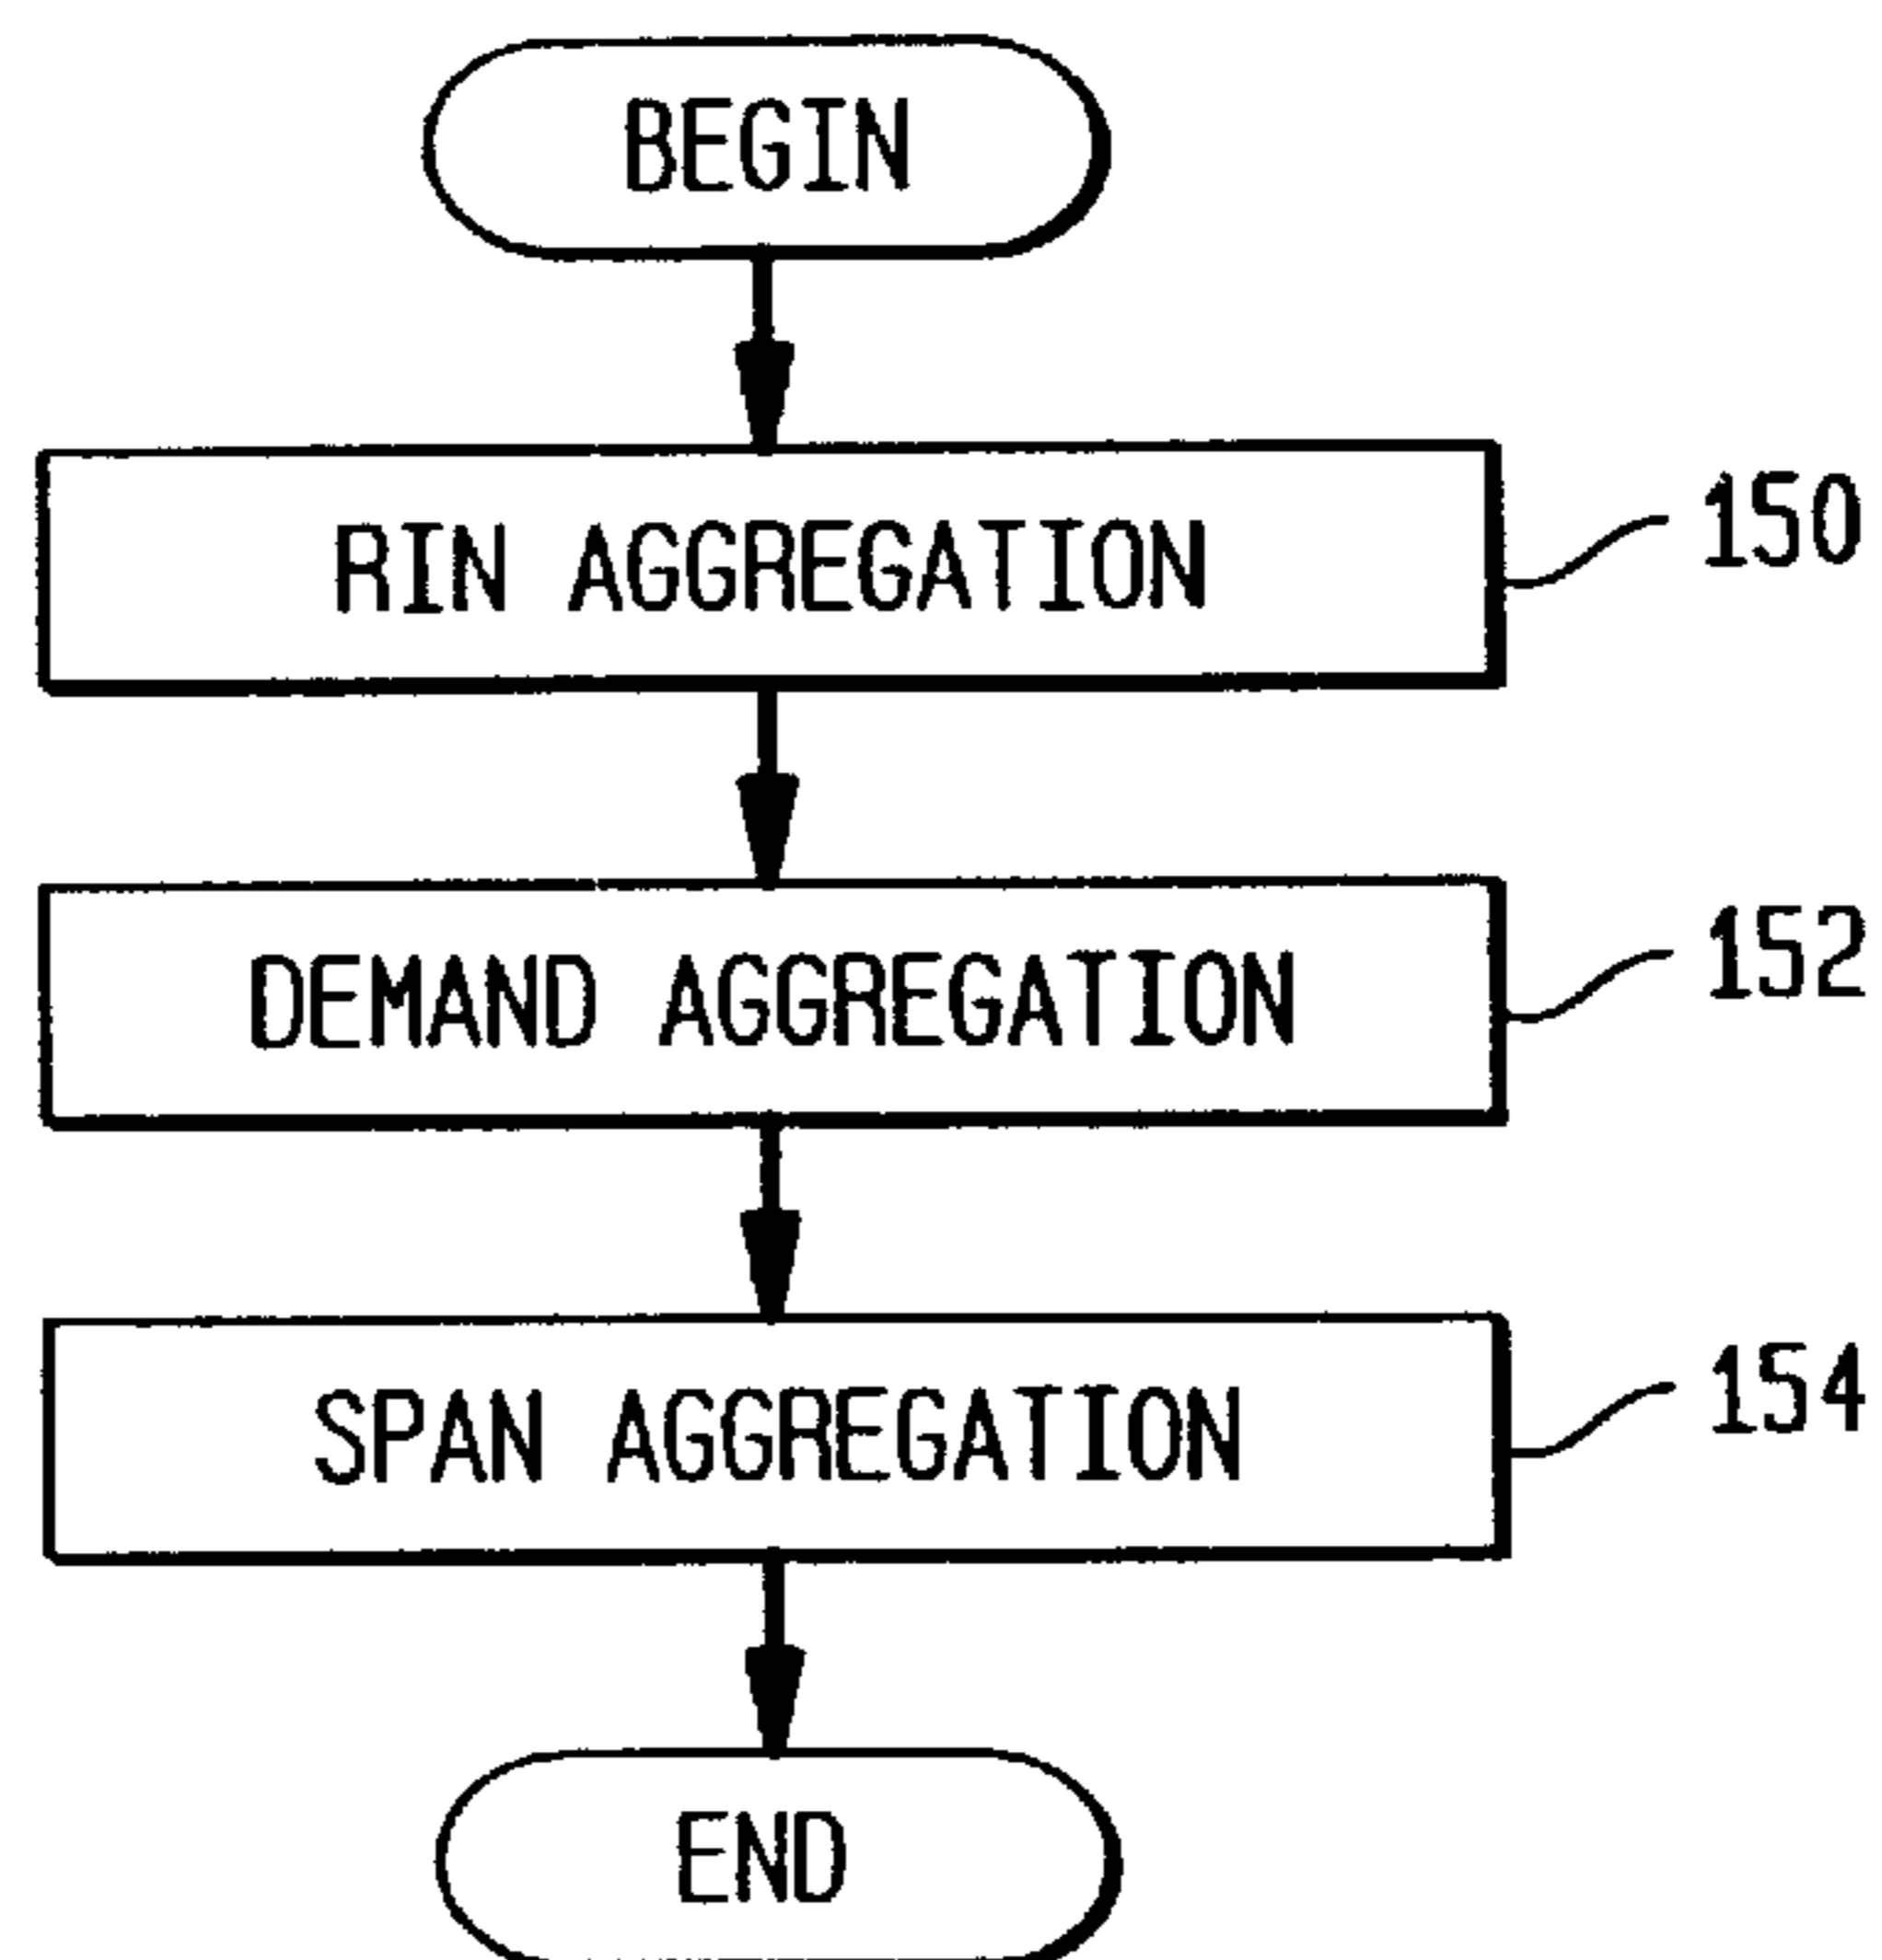 BEGIN
RIN AGGREGATION
150
DEMAND AGGREGATION
152
SPAN AGGREGATION
154
END